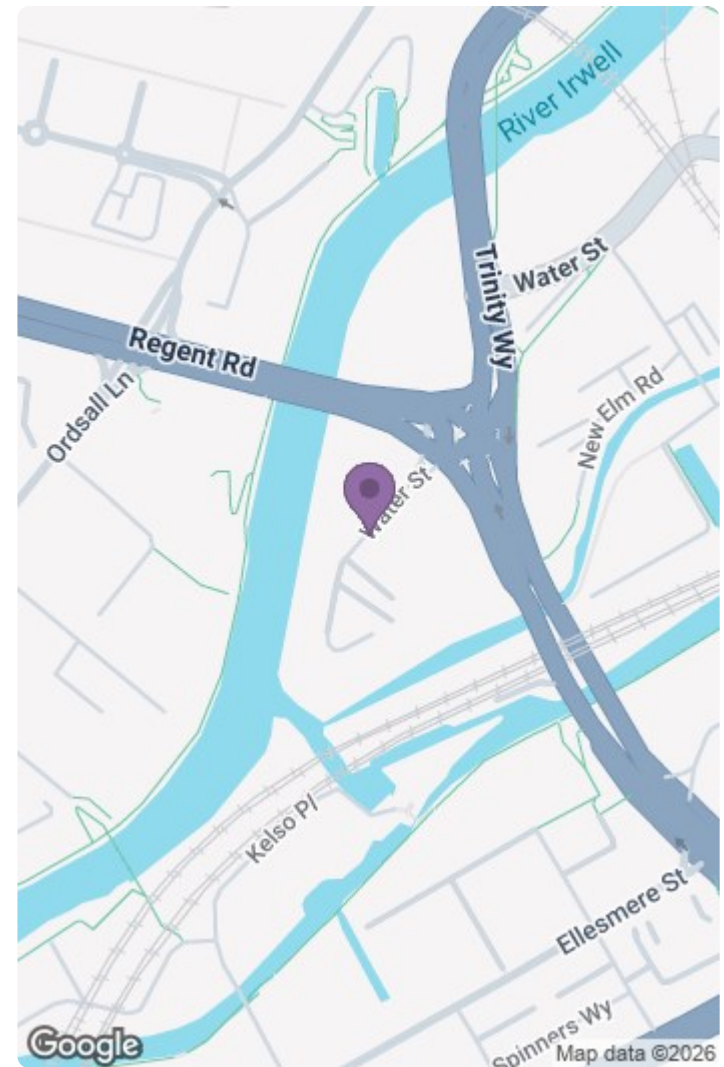 River Irwell
Water St
Trinity Wy
Regent Rd
Ordsall Ln
New Elm Rd
Water St
Kelso Pl
Ellesmere St
Spinners Wy
Google
Map data ©2026